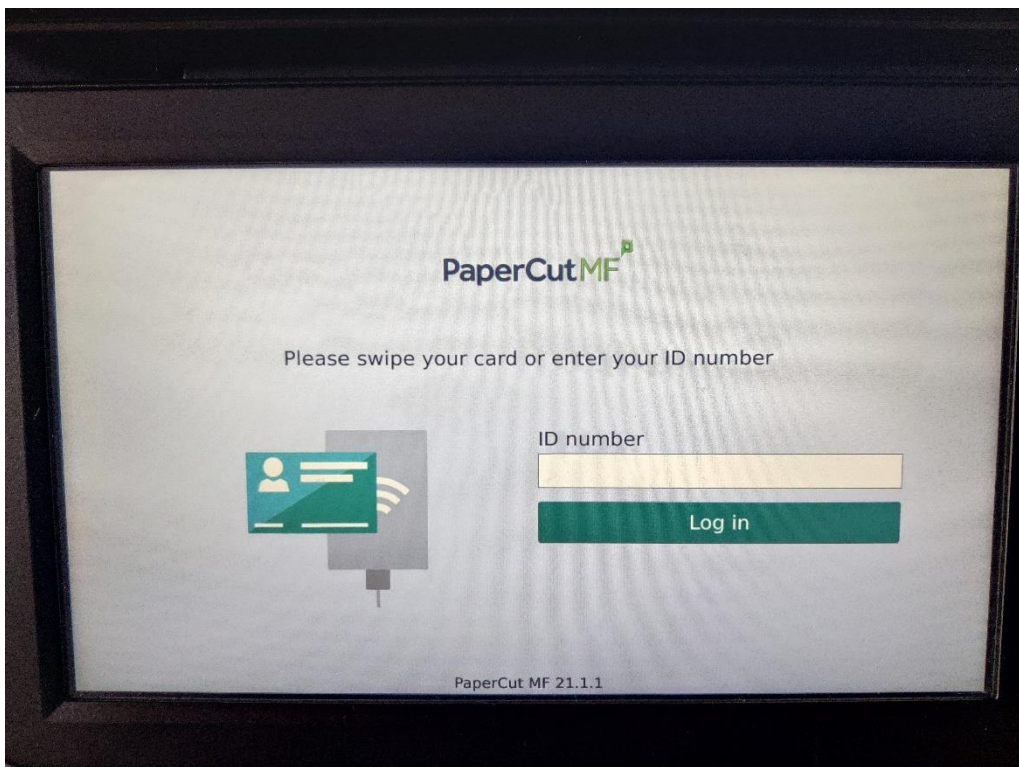 PaperCutMF
Please swipe your card or enter your ID number
ID number
Log in
PaperCut MF 21.1.1